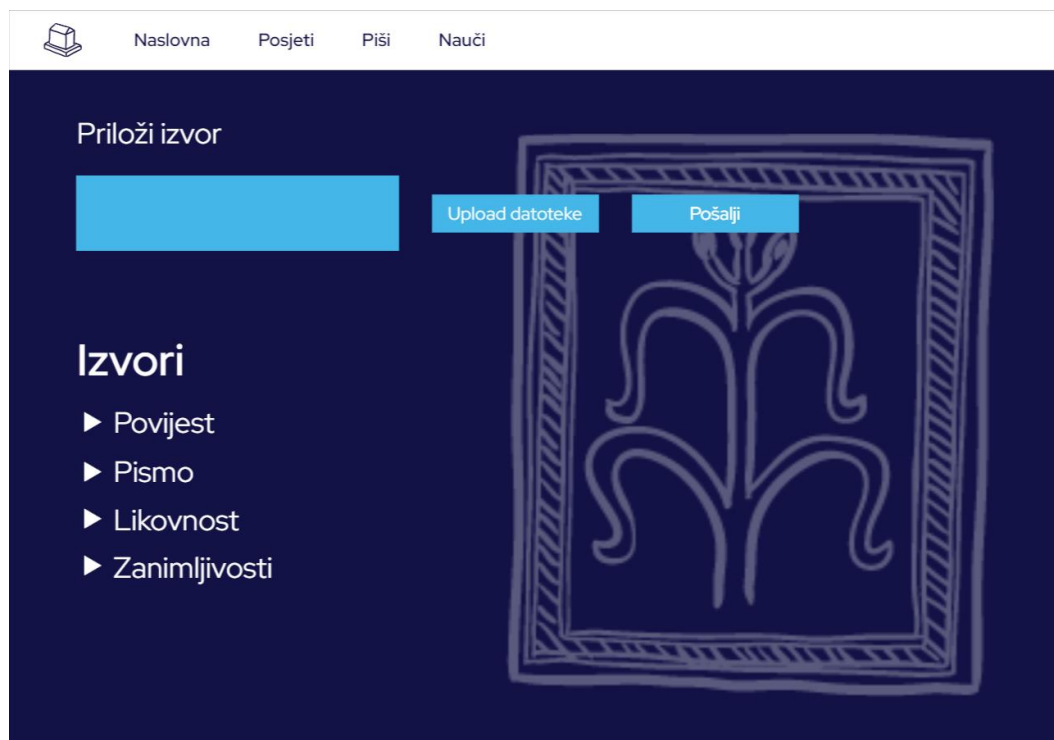 Naslovna Posjeti Piši Nauči
Priloži izvor
Upload datoteke Pošalji
Izvori
Povijest
Pismo
Likovnost
Zanimljivosti